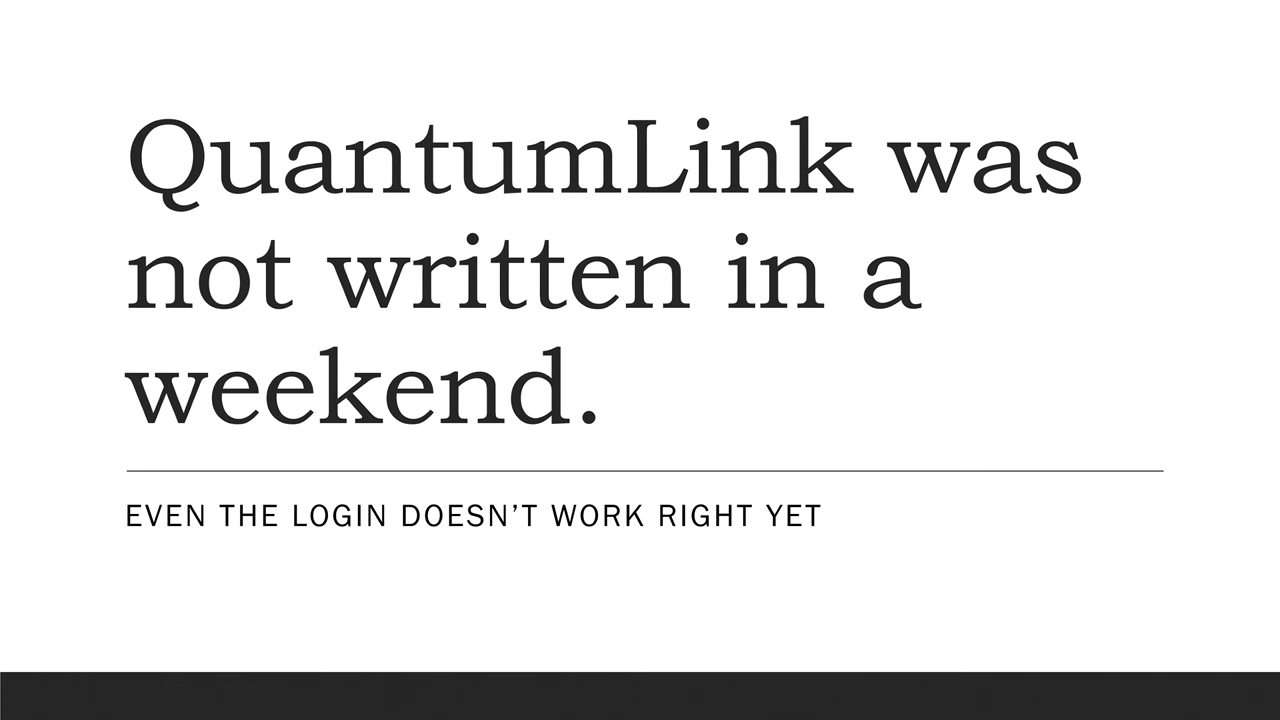 QuantumLink was
not written in a
weekend.
EVEN THE LOGIN DOESN’T WORK RIGHT YET